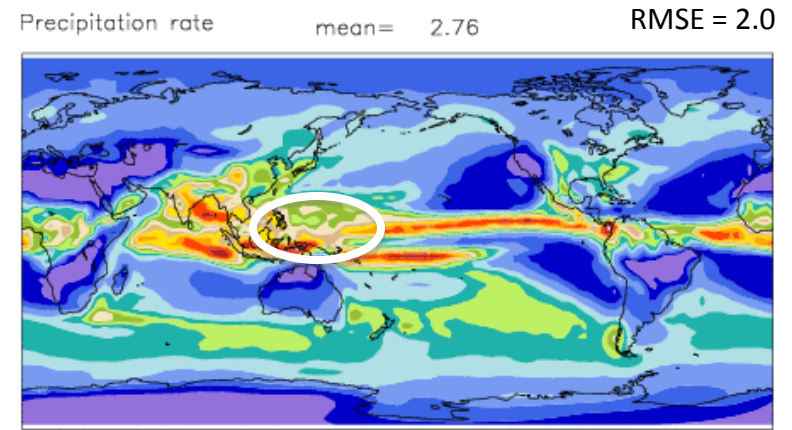 Precipitation rate mean= 2.76 RMSE = 2.0